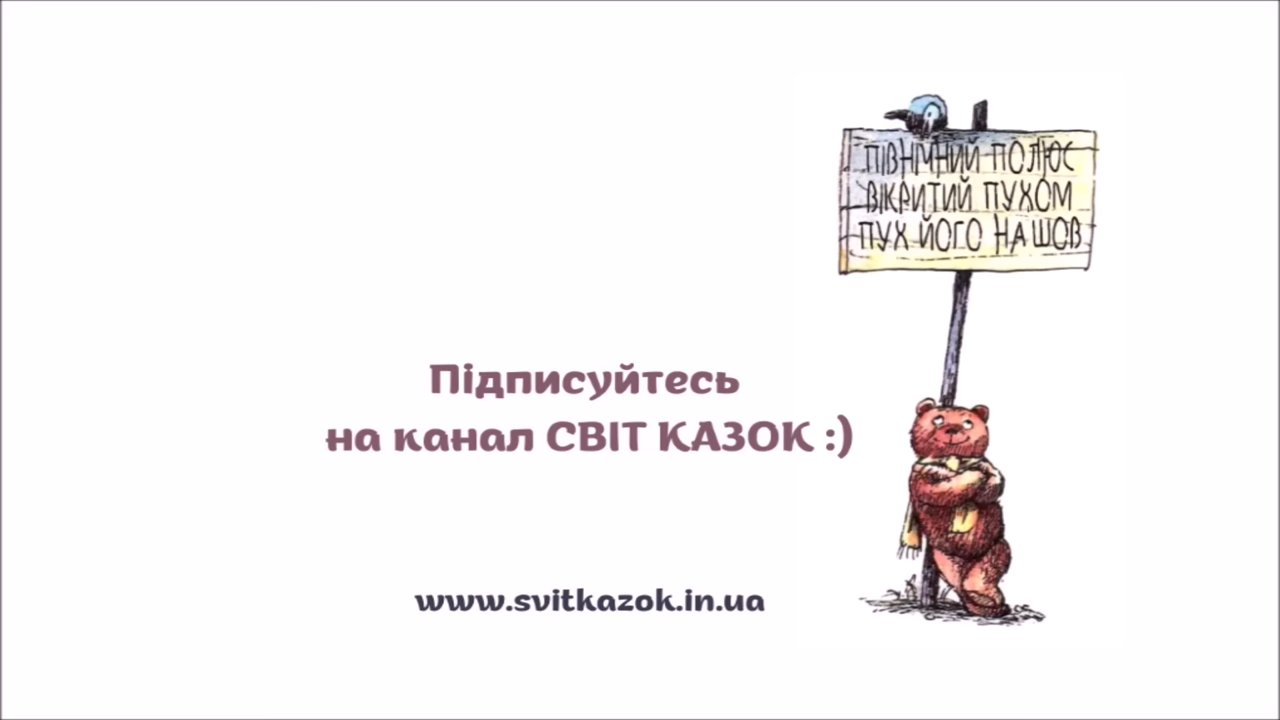 ПІВНІЧНИЙ ПОЛЮС
ВІКРИТИЙ ПУХОМ
ПУХ ЙОГО НАШОВ
Підписуйтесь
на канал СВІТ КАЗОК :)
www.svitkazok.in.ua